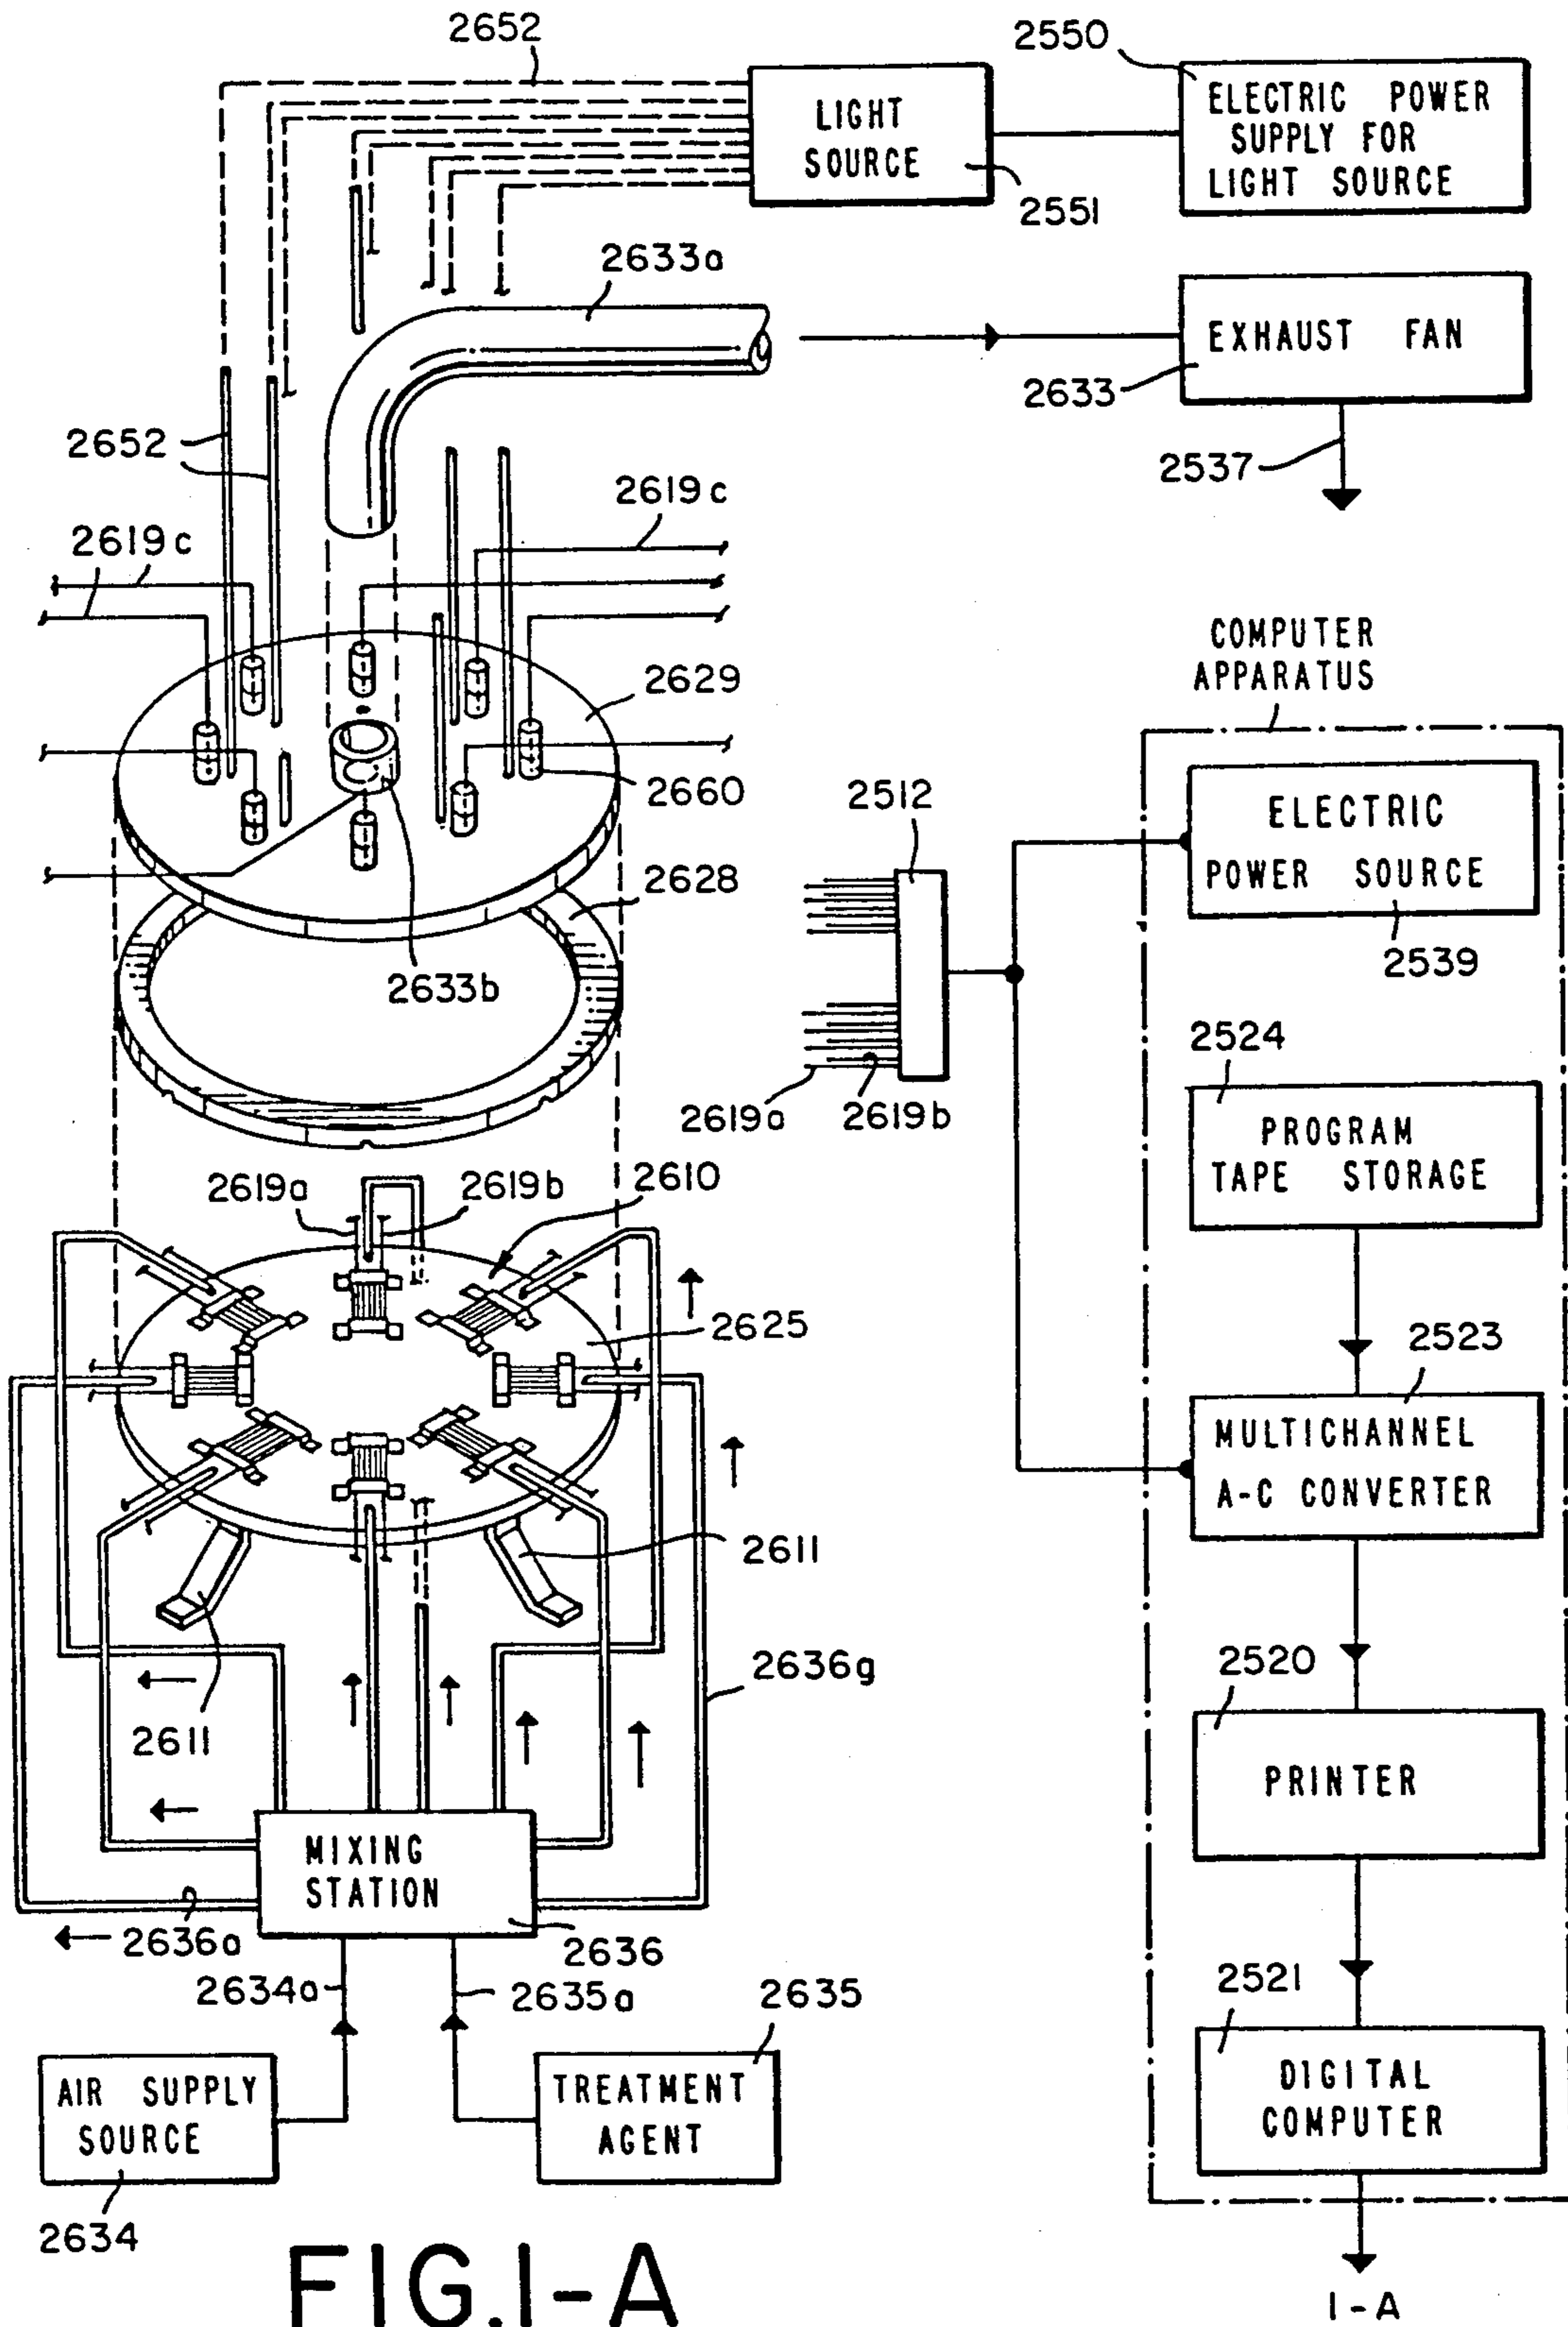 2652
2550
LIGHT
SOURCE
2551
ELECTRIC POWER
SUPPLY FOR
LIGHT SOURCE
2633a
EXHAUST FAN
2633
2537
2652
2619c
2619c
2629
2660
2628
2633b
COMPUTER
APPARATUS
2512
ELECTRIC
POWER SOURCE
2539
2619a
2619b
2524
PROGRAM
TAPE STORAGE
2619a
2619b
2610
2625
2523
MULTICHANNEL
A-C CONVERTER
2611
2611
2636g
2520
PRINTER
MIXING
STATION
2636a
2636
2634a
2635a
2635
2521
AIR SUPPLY
SOURCE
2634
TREATMENT
AGENT
DIGITAL
COMPUTER
1-A
FIG.1-A